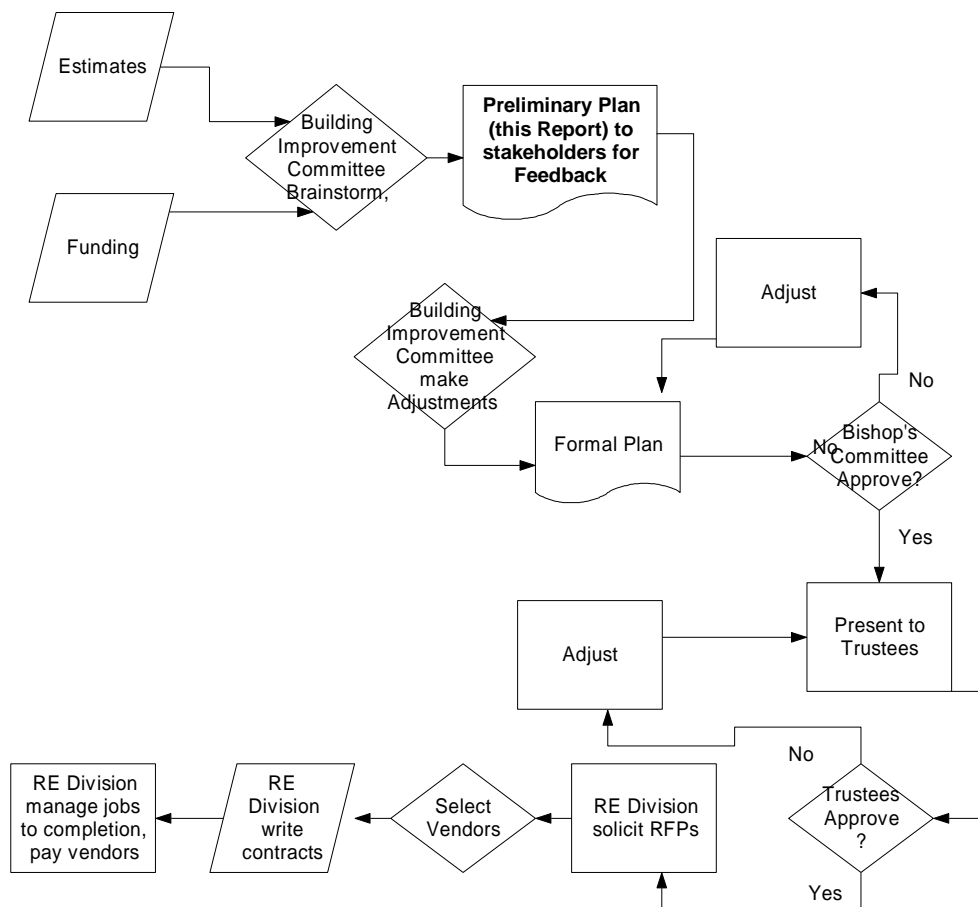 Estimates
Building
Improvement
Committee
Brainstorm,
Preliminary Plan
(this Report) to
stakeholders for
Feedback
Funding
Adjust
Building
Improvement
Committee
make
Adjustments
No
Formal Plan
No
Bishop's
Committee
Approve?
Yes
Present to
Trustees
Adjust
No
RE Division
manage jobs
to completion,
pay vendors
RE
Division
write
contracts
Select
Vendors
RE Division
solicit RFPs
Trustees
Approve
?
Yes